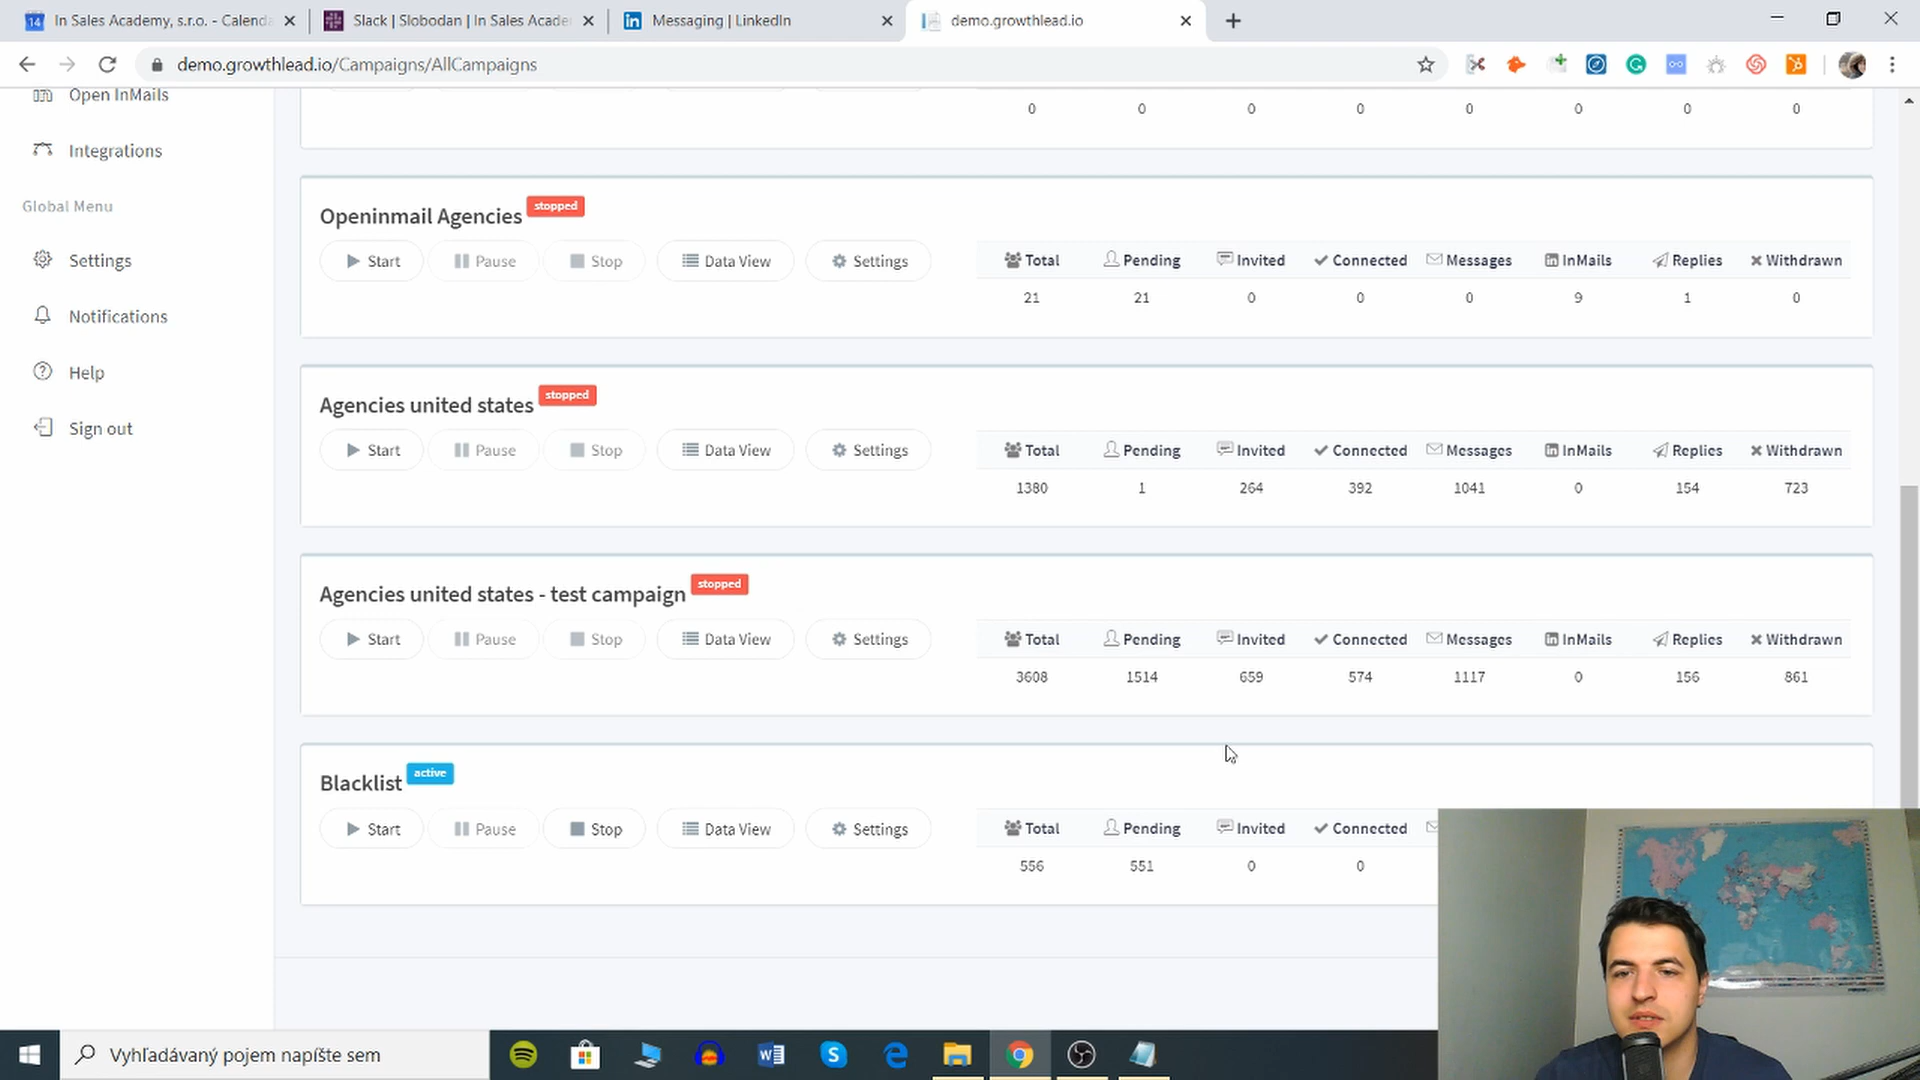 In Sales Academy, s.r.o. - Calend
Slack | Slobodan | In Sales Acade
Messaging | LinkedIn
demo.growthlead.io
demo.growthlead.io/Campaigns/AllCampaigns
Open InMails
Integrations
Global Menu
Settings
Notifications
Help
Sign out
0 0 0 0 0 0 0 0
Openinmail Agencies stopped
Start Pause Stop Data View Settings
Total Pending Invited Connected Messages InMails Replies Withdrawn
21 21 0 0 0 9 1 0
Agencies united states stopped
Start Pause Stop Data View Settings
Total Pending Invited Connected Messages InMails Replies Withdrawn
1380 1 264 392 1041 0 154 723
Agencies united states - test campaign stopped
Start Pause Stop Data View Settings
Total Pending Invited Connected Messages InMails Replies Withdrawn
3608 1514 659 574 1117 0 156 861
Blacklist active
Start Pause Stop Data View Settings
Total Pending Invited Connected
556 551 0 0
Vyhľadávaný pojem napíšte sem